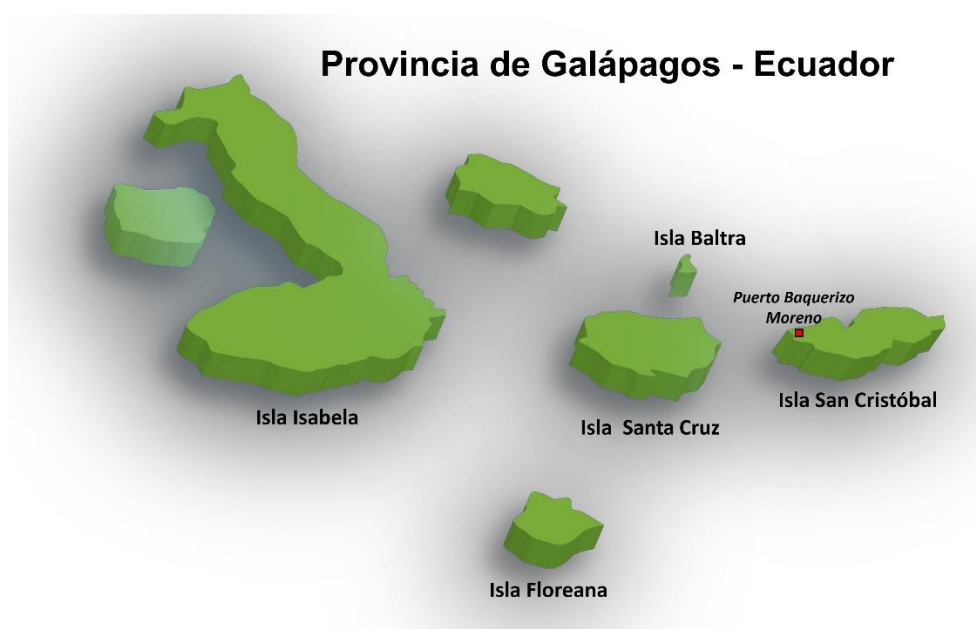 Provincia de Galápagos - Ecuador
Isla Baltra
Puerto Baquerizo
Moreno
Isla San Cristóbal
Isla Isabela
Isla Santa Cruz
Isla Floreana